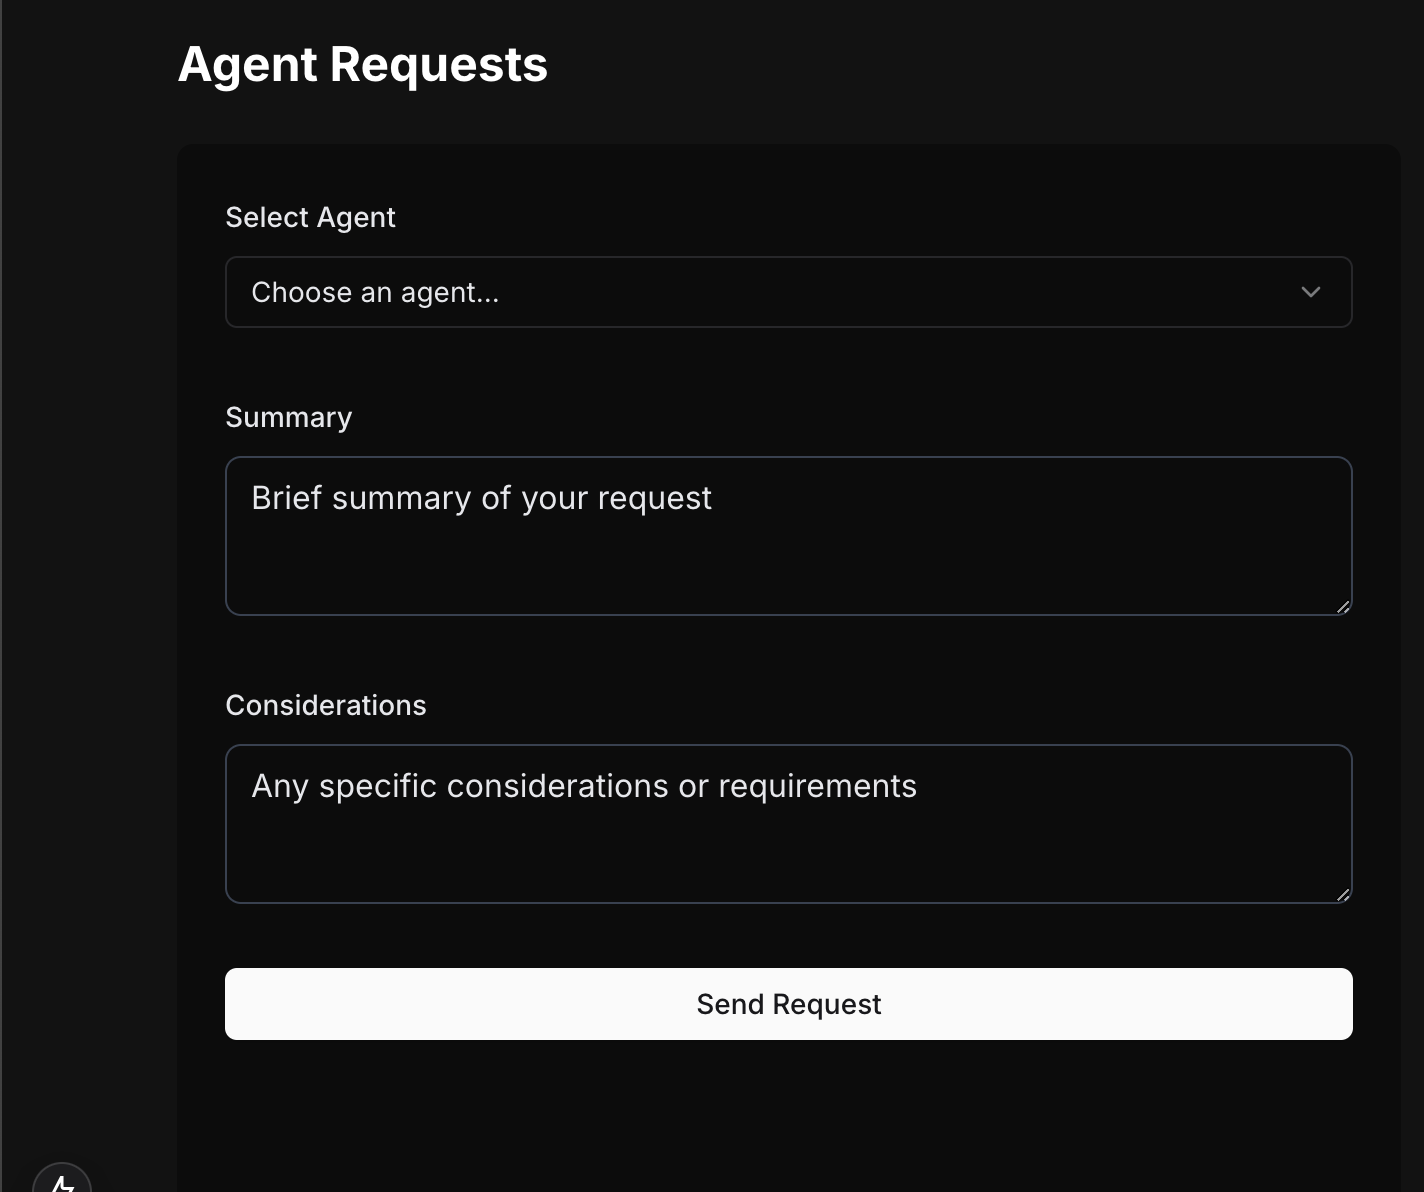 Agent Requests
Select Agent
Choose an agent...
Summary
Brief summary of your request
Considerations
Any specific considerations or requirements
Send Request